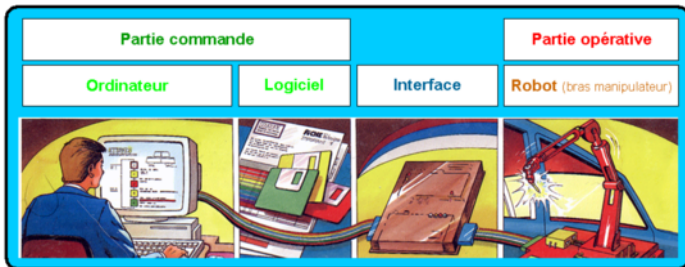 Partie commande
Partie opérative
Ordinateur
Logiciel
Interface
Robot (bras manipulateur)